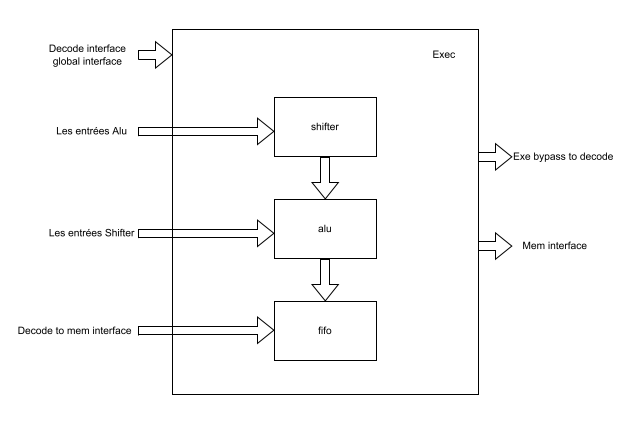 Decode interface
global interface
Exec
Les entrées Alu
shifter
Exe bypass to decode
Les entrées Shifter
alu
Mem interface
Decode to mem interface
fifo